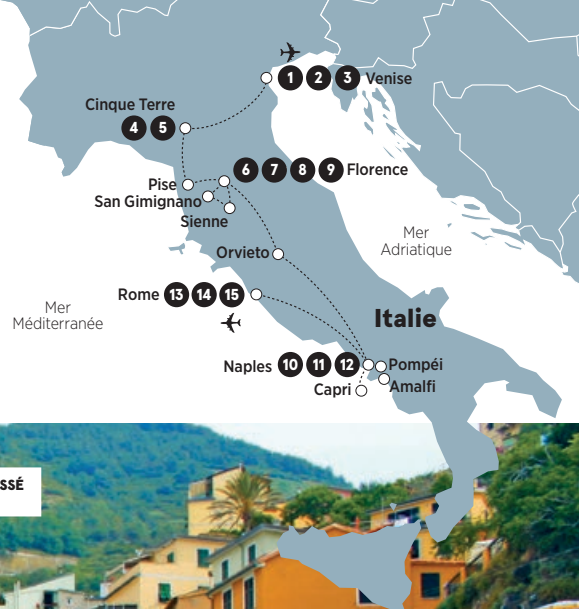 1 2 3 Venise
Cinque Terre
4 5
6 7 8 9 Florence
Pise
San Gimignano
Sienne
Mer
Adriatique
Orvieto
Rome 13 14 15
Mer
Méditerranée
Italie
Naples 10 11 12
Pompéi
Capri
Amalfi
SSÉ